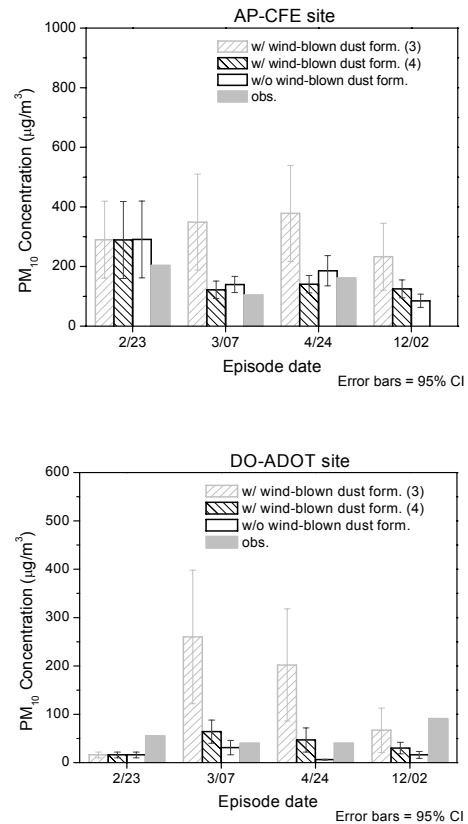 AP-CFE site
1000
800
600
400
200
0
PM10 Concentration (μg/m3)
w/ wind-blown dust form. (3)
w/ wind-blown dust form. (4)
w/o wind-blown dust form.
obs.
2/23 3/07 4/24 12/02
Episode date
Error bars = 95% CI
DO-ADOT site
600
500
400
300
200
100
0
PM10 Concentration (μg/m3)
w/ wind-blown dust form. (3)
w/ wind-blown dust form. (4)
w/o wind-blown dust form.
obs.
2/23 3/07 4/24 12/02
Episode date
Error bars = 95% CI